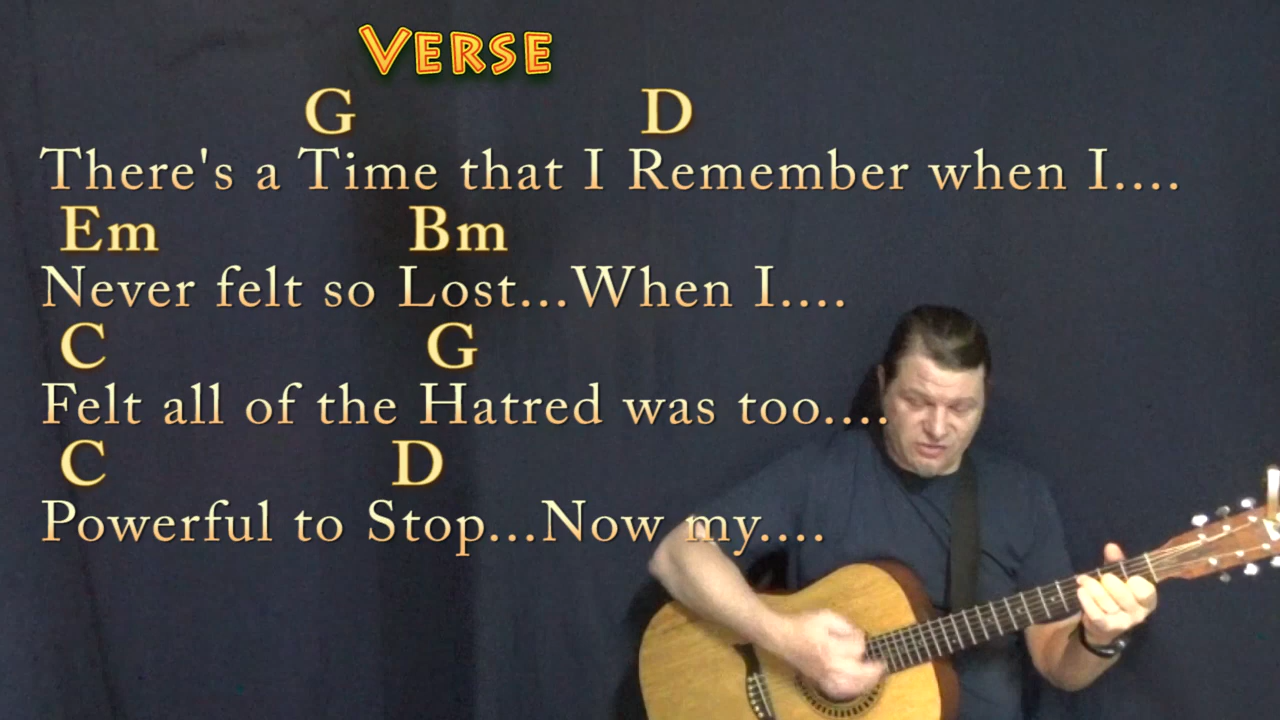 VERSE
G D
There's a Time that I Remember when I....
Em Bm
Never felt so Lost...When I....
C G
Felt all of the Hatred was too....
C D
Powerful to Stop...Now my....